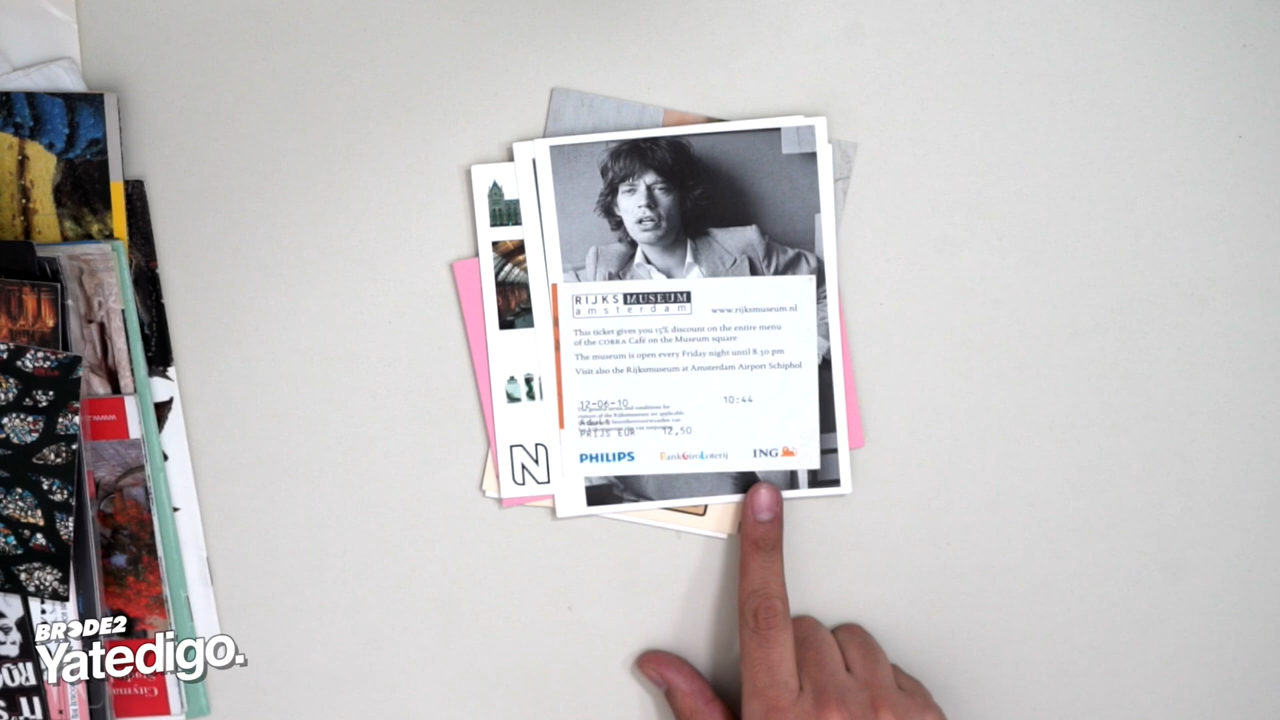 RIJKS MUSEUM
amsterdam
www.rijksmuseum.nl
This ticket gives you 15% discount on the entire menu
of the COBRA Café on the Museum square
The museum is open every Friday night until 8.30 pm
Visit also the Rijksmuseum at Amsterdam Airport Schiphol
12-06-10 10:44
PRIJS EUR 12,50
PHILIPS BankGiroLoterij ING
N
WWW
BRODE2
Yatedigo.
Citymap
IT'S